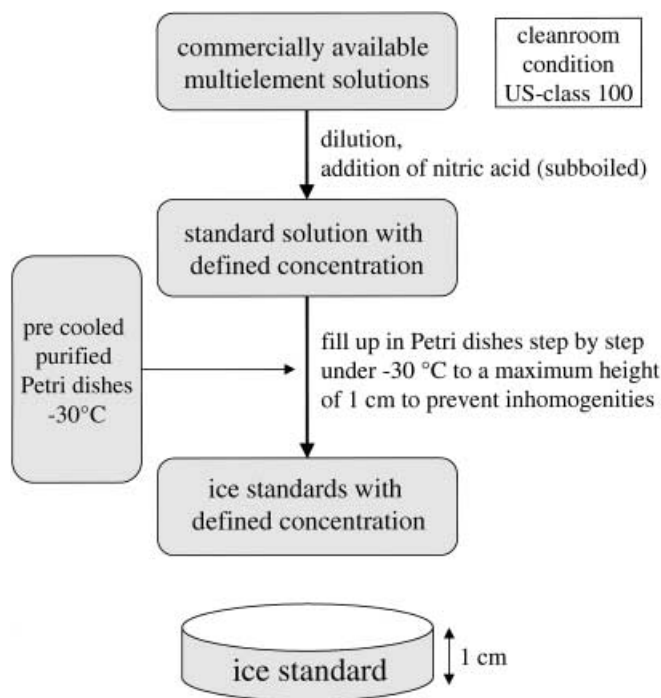 commercially available
multielement solutions
cleanroom
condition
US-class 100
dilution,
addition of nitric acid (subboiled)
standard solution with
defined concentration
pre cooled
purified
Petri dishes
-30°C
fill up in Petri dishes step by step
under -30 °C to a maximum height
of 1 cm to prevent inhomogenities
ice standards with
defined concentration
ice standard
1 cm